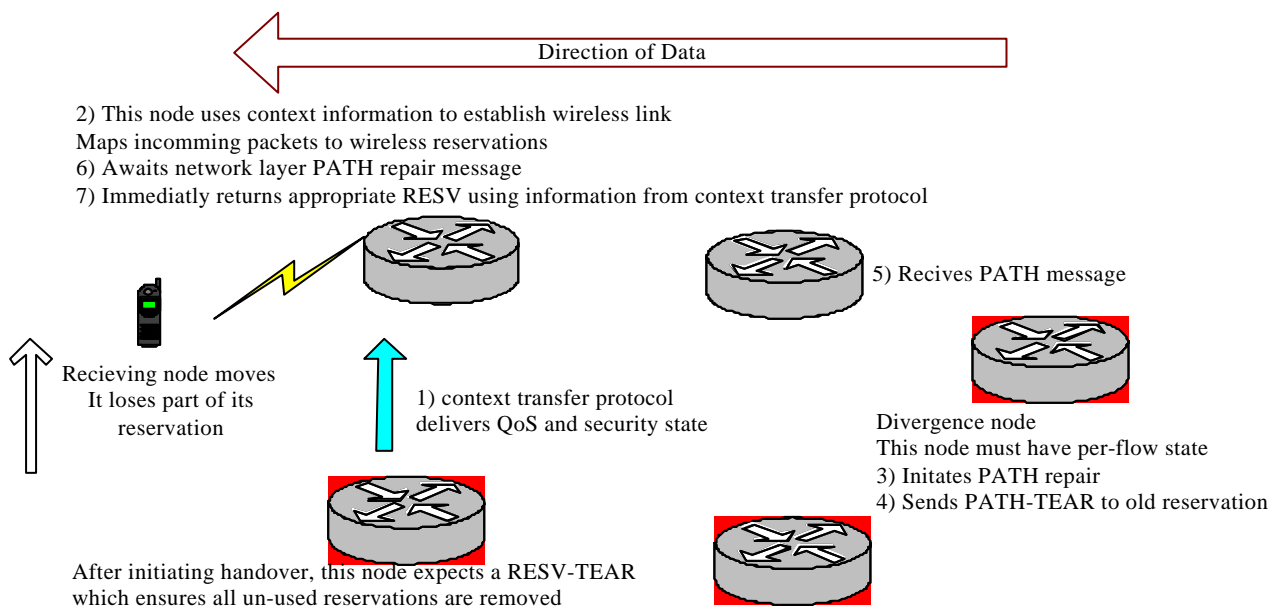 Direction of Data
2) This node uses context information to establish wireless link
Maps incomming packets to wireless reservations
6) Awaits network layer PATH repair message
7) Immediatly returns appropriate RESV using information from context transfer protocol
5) Recives PATH message
Recieving node moves
It loses part of its
reservation
1) context transfer protocol
delivers QoS and security state
Divergence node
This node must have per-flow state
3) Initates PATH repair
4) Sends PATH-TEAR to old reservation
After initiating handover, this node expects a RESV-TEAR
which ensures all un-used reservations are removed